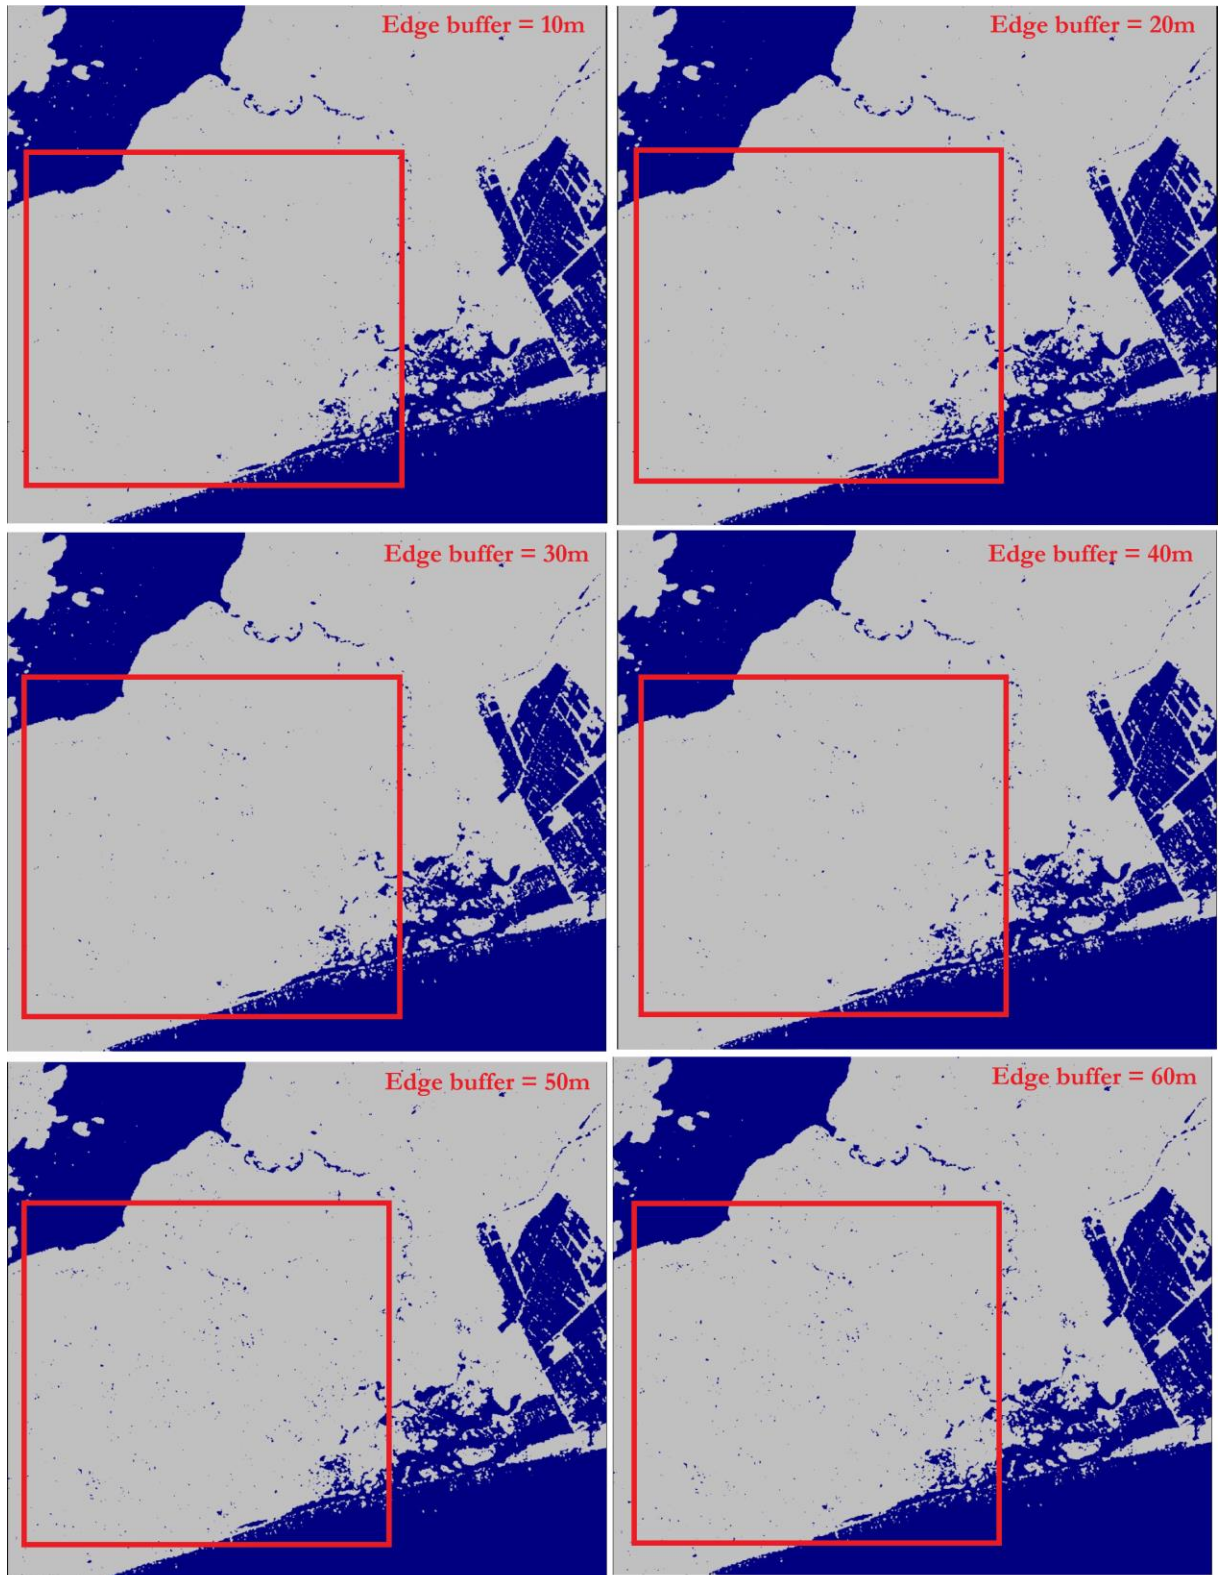 Edge buffer = 10m
Edge buffer = 20m
Edge buffer = 30m
Edge buffer = 40m
Edge buffer = 50m
Edge buffer = 60m